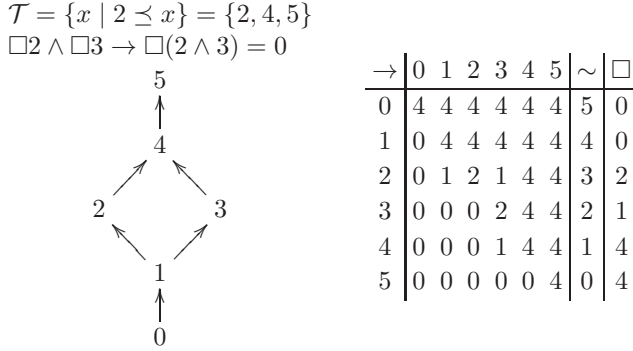 𝒯 = {x | 2 ⪯ x} = {2, 4, 5}
□2 ∧ □3 → □(2 ∧ 3) = 0
5
4
2 3
1
0
→ 0 1 2 3 4 5 ∼ □
0 4 4 4 4 4 4 5 0
1 0 4 4 4 4 4 4 0
2 0 1 2 1 4 4 3 2
3 0 0 0 2 4 4 2 1
4 0 0 0 1 4 4 1 4
5 0 0 0 0 0 4 0 4